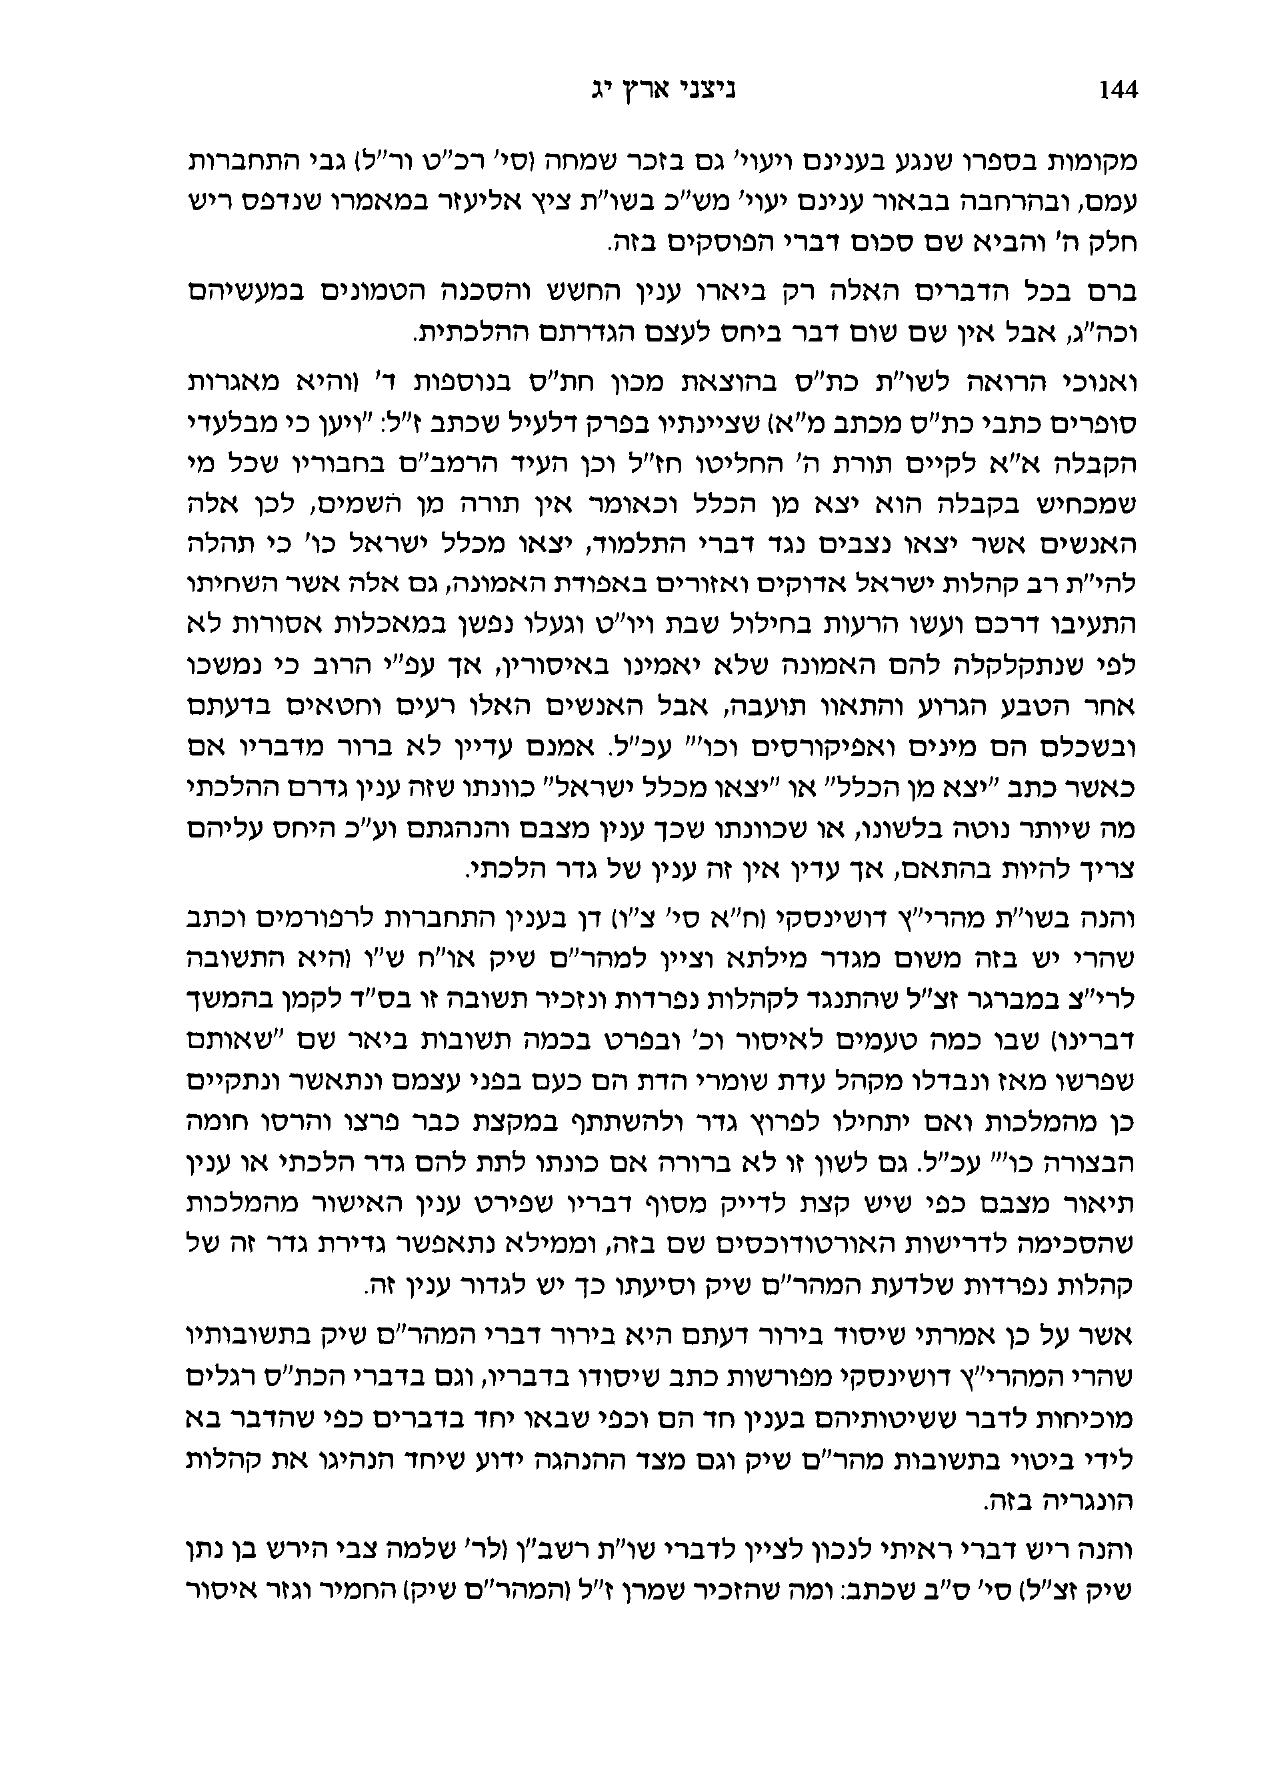 144 ניצני ארץ יג
מקומות בספרו שנגע בענינם ויעוי' גם בזכר שמחה (סי' רכ"ט ור"ל) גבי התחברות
עמם, ובהרחבה בבאור ענינם יעוי' מש"כ בשו"ת ציץ אליעזר במאמרו שנדפס ריש
חלק ה' והביא שם סכום דברי הפוסקים בזה.
ברם בכל הדברים האלה רק ביארו ענין החשש והסכנה הטמונים במעשיהם
וכה"ג, אבל אין שם שום דבר ביחס לעצם הגדרתם ההלכתית.
ואנוכי הרואה לשו"ת כת"ס בהוצאת מכון חת"ס בנוספות ד' (והיא מאגרות
סופרים כתבי כת"ס מכתב מ"א) שציינתיו בפרק דלעיל שכתב ז"ל: "ויען כי מבלעדי
הקבלה א"א לקיים תורת ה' החליטו חז"ל וכן העיד הרמב"ם בחבוריו שכל מי
שמכחיש בקבלה הוא יצא מן הכלל וכאומר אין תורה מן השמים, לכן אלה
האנשים אשר יצאו נצבים נגד דברי התלמוד, יצאו מכלל ישראל כו' כי תהלה
להי"ת רב קהלות ישראל אדוקים ואזורים באפודת האמונה, גם אלה אשר השחיתו
התעיבו דרכם ועשו הרעות בחילול שבת ויו"ט וגעלו נפשן במאכלות אסורות לא
לפי שנתקלקלה להם האמונה שלא יאמינו באיסורין, אך עפ"י הרוב כי נמשכו
אחר הטבע הגרוע והתאוו תועבה, אבל האנשים האלו רעים וחטאים בדעתם
ובשכלם הם מינים ואפיקורסים וכו'" עכ"ל. אמנם עדיין לא ברור מדבריו אם
כאשר כתב "יצא מן הכלל" או "יצאו מכלל ישראל" כוונתו שזה ענין גדרם ההלכתי
מה שיותר נוטה בלשונו, או שכוונתו שכך ענין מצבם והנהגתם וע"כ היחס עליהם
צריך להיות בהתאם, אך עדין אין זה ענין של גדר הלכתי.
והנה בשו"ת מהרי"ץ דושינסקי (ח"א סי' צ"ו) דן בענין התחברות לרפורמים וכתב
שהרי יש בזה משום מגדר מילתא וציין למהר"ם שיק או"ח ש"ו (היא התשובה
לרי"צ במברגר זצ"ל שהתנגד לקהלות נפרדות ונזכיר תשובה זו בס"ד לקמן בהמשך
דברינו) שבו כמה טעמים לאיסור וכ' ובפרט בכמה תשובות ביאר שם "שאותם
שפרשו מאז ונבדלו מקהל עדת שומרי הדת הם כעם בפני עצמם ונתאשר ונתקיים
כן מהמלכות ואם יתחילו לפרוץ גדר ולהשתתף במקצת כבר פרצו והרסו חומה
הבצורה כו'" עכ"ל. גם לשון זו לא ברורה אם כונתו לתת להם גדר הלכתי או ענין
תיאור מצבם כפי שיש קצת לדייק מסוף דבריו שפירט ענין האישור מהמלכות
שהסכימה לדרישות האורטודוכסים שם בזה, וממילא נתאפשר גדירת גדר זה של
קהלות נפרדות שלדעת המהר"ם שיק וסיעתו כך יש לגדור ענין זה.
אשר על כן אמרתי שיסוד בירור דעתם היא בירור דברי המהר"ם שיק בתשובותיו
שהרי המהרי"ץ דושינסקי מפורשות כתב שיסודו בדבריו, וגם בדברי הכת"ס רגלים
מוכיחות לדבר ששיטותיהם בענין חד הם וכפי שבאו יחד בדברים כפי שהדבר בא
לידי ביטוי בתשובות מהר"ם שיק וגם מצד ההנהגה ידוע שיחד הנהיגו את קהלות
הונגריה בזה.
והנה ריש דברי ראיתי לנכון לציין לדברי שו"ת רשב"ן (לר' שלמה צבי הירש בן נתן
שיק זצ"ל) סי' ס"ב שכתב: ומה שהזכיר שמרן ז"ל (המהר"ם שיק) החמיר וגזר איסור